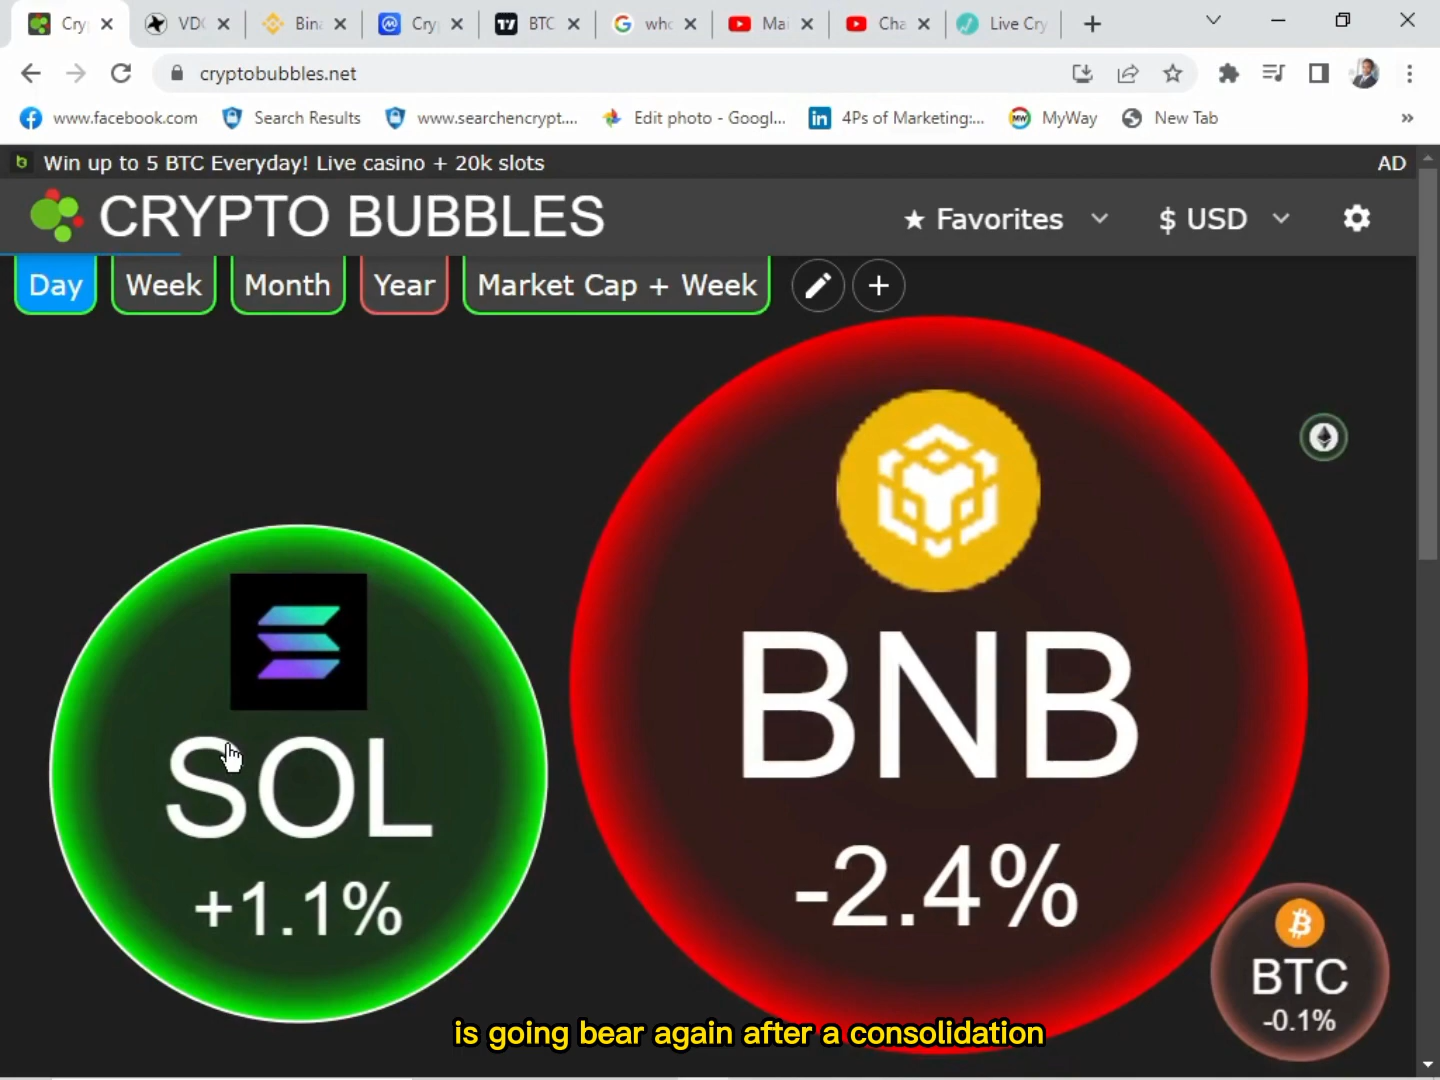 Cry VDC Bin Cry BTC who Mai Cha Live Cry
cryptobubbles.net
www.facebook.com Search Results www.searchencrypt.... Edit photo - Googl... 4Ps of Marketing:... MyWay New Tab »
Win up to 5 BTC Everyday! Live casino + 20k slots AD
CRYPTO BUBBLES ★ Favorites $ USD
Day Week Month Year Market Cap + Week
SOL
+1.1%
BNB
-2.4%
BTC
-0.1%
is going bear again after a consolidation